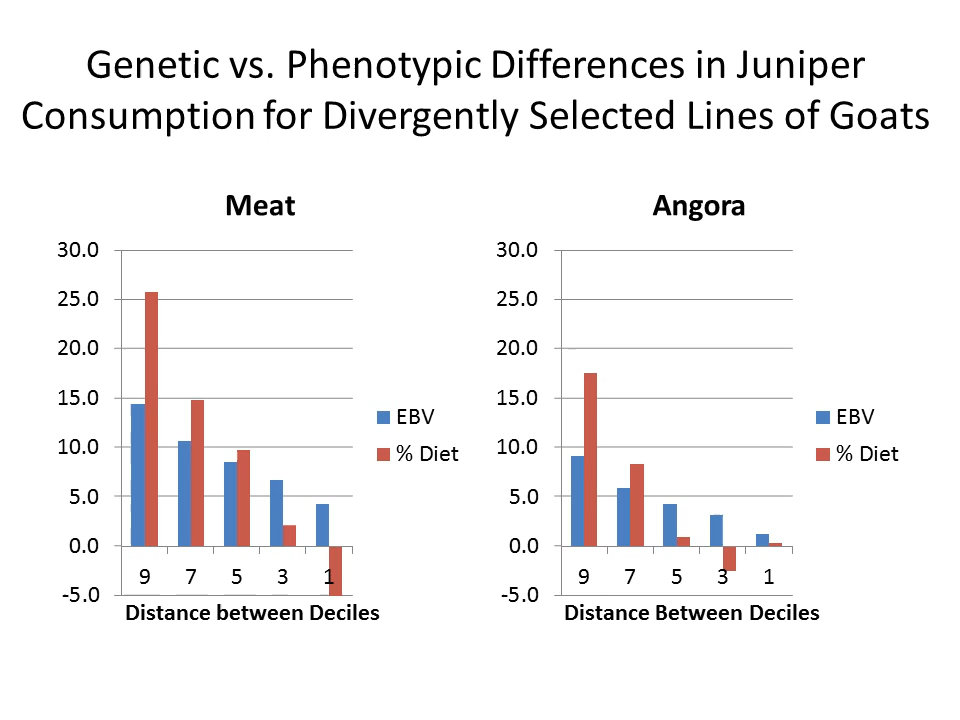 Genetic vs. Phenotypic Differences in Juniper
Consumption for Divergently Selected Lines of Goats
Meat
30.0
25.0
20.0
15.0
10.0
5.0
0.0
-5.0
9 7 5 3 1
Distance between Deciles
EBV
% Diet
Angora
30.0
25.0
20.0
15.0
10.0
5.0
0.0
-5.0
9 7 5 3 1
Distance Between Deciles
EBV
% Diet